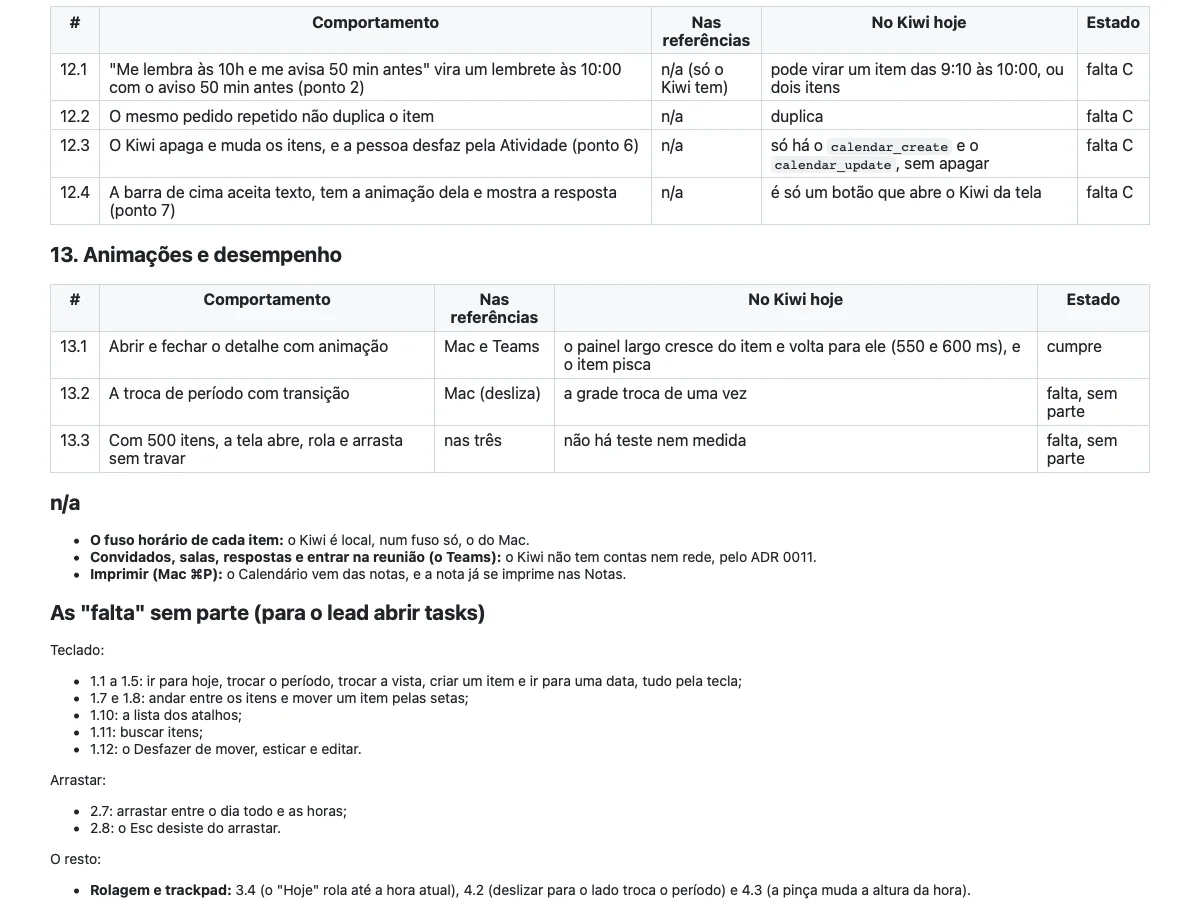 # Comportamento Nas referências No Kiwi hoje Estado
12.1 "Me lembra às 10h e me avisa 50 min antes" vira um lembrete às 10:00 com o aviso 50 min antes (ponto 2) n/a (só o Kiwi tem) pode virar um item das 9:10 às 10:00, ou dois itens falta C
12.2 O mesmo pedido repetido não duplica o item n/a duplica falta C
12.3 O Kiwi apaga e muda os itens, e a pessoa desfaz pela Atividade (ponto 6) n/a só há o calendar_create e o calendar_update, sem apagar falta C
12.4 A barra de cima aceita texto, tem a animação dela e mostra a resposta (ponto 7) n/a é só um botão que abre o Kiwi da tela falta C
13. Animações e desempenho
# Comportamento Nas referências No Kiwi hoje Estado
13.1 Abrir e fechar o detalhe com animação Mac e Teams o painel largo cresce do item e volta para ele (550 e 600 ms), e o item pisca cumpre
13.2 A troca de período com transição Mac (desliza) a grade troca de uma vez falta, sem parte
13.3 Com 500 itens, a tela abre, rola e arrasta sem travar nas três não há teste nem medida falta, sem parte
n/a
• O fuso horário de cada item: o Kiwi é local, num fuso só, o do Mac.
• Convidados, salas, respostas e entrar na reunião (o Teams): o Kiwi não tem contas nem rede, pelo ADR 0011.
• Imprimir (Mac ⌘P): o Calendário vem das notas, e a nota já se imprime nas Notas.
As "falta" sem parte (para o lead abrir tasks)
Teclado:
• 1.1 a 1.5: ir para hoje, trocar o período, trocar a vista, criar um item e ir para uma data, tudo pela tecla;
• 1.7 e 1.8: andar entre os itens e mover um item pelas setas;
• 1.10: a lista dos atalhos;
• 1.11: buscar itens;
• 1.12: o Desfazer de mover, esticar e editar.
Arrastar:
• 2.7: arrastar entre o dia todo e as horas;
• 2.8: o Esc desiste do arrastar.
O resto:
• Rolagem e trackpad: 3.4 (o "Hoje" rola até a hora atual), 4.2 (deslizar para o lado troca o período) e 4.3 (a pinça muda a altura da hora).